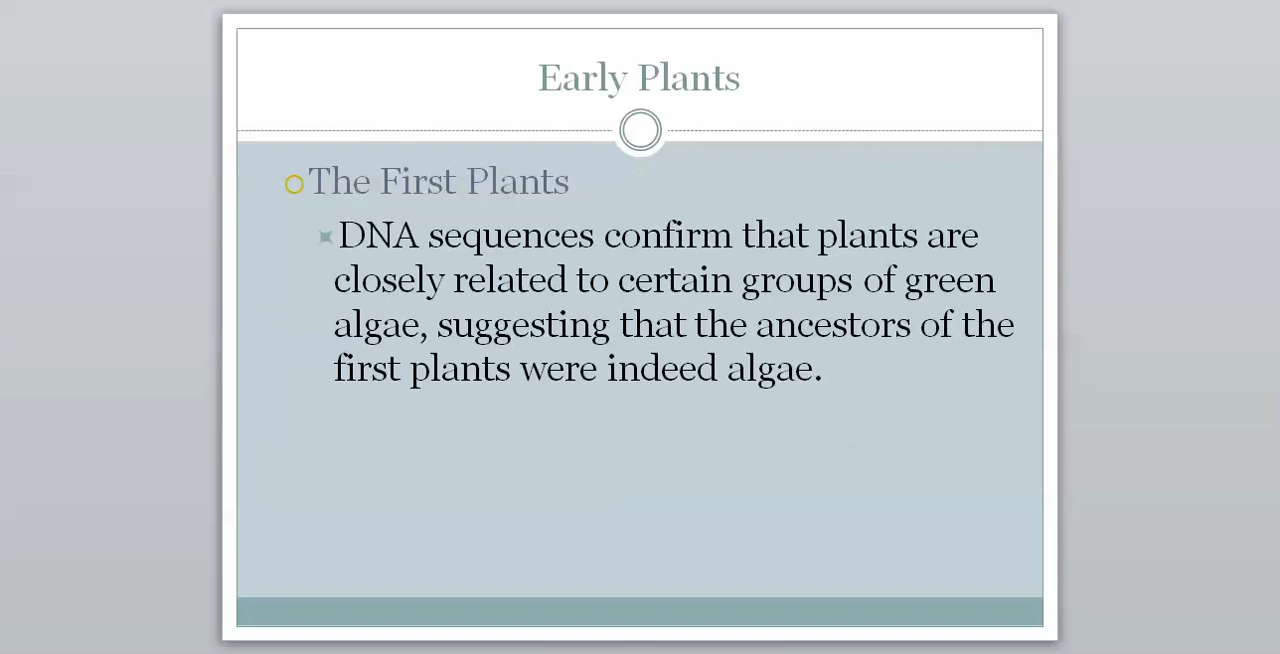 Early Plants
The First Plants
DNA sequences confirm that plants are
closely related to certain groups of green
algae, suggesting that the ancestors of the
first plants were indeed algae.